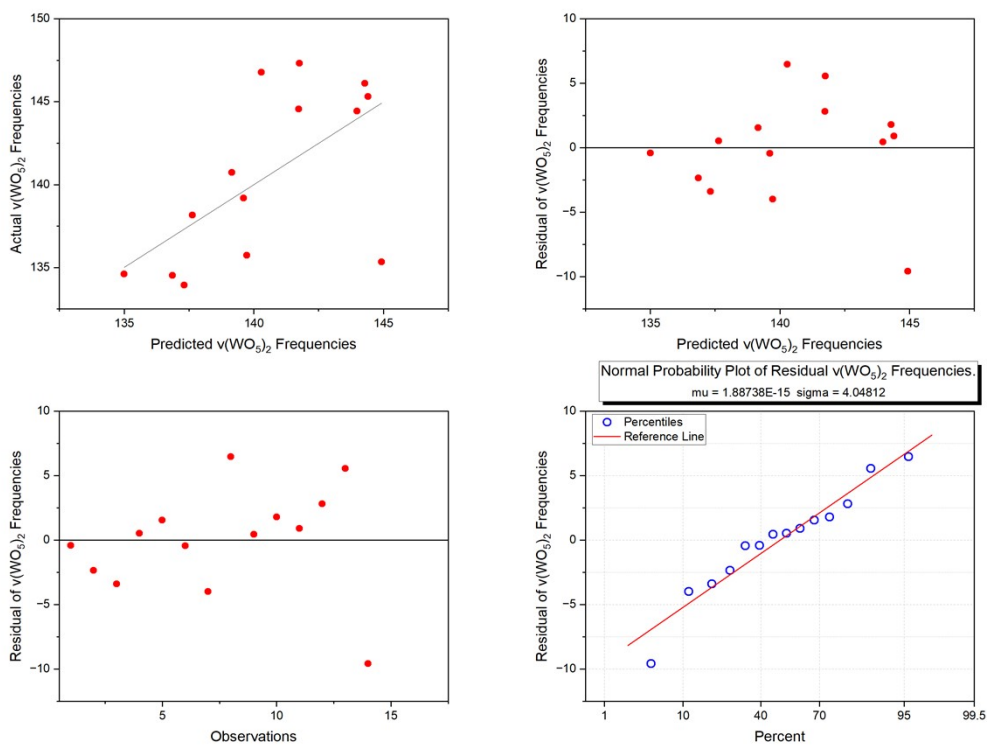 150
145
140
135
Actual ν(WO₅)₂ Frequencies
135
140
145
Predicted ν(WO₅)₂ Frequencies
10
5
0
−5
−10
Residual of ν(WO₅)₂ Frequencies
135
140
145
Predicted ν(WO₅)₂ Frequencies
10
5
0
−5
−10
Residual of ν(WO₅)₂ Frequencies
5
10
15
Observations
Normal Probability Plot of Residual ν(WO₅)₂ Frequencies.
mu = 1.88738E-15 sigma = 4.04812
Percentiles
Reference Line
10
5
0
−5
−10
Residual of ν(WO₅)₂ Frequencies
1
10
40
70
95
99.5
Percent